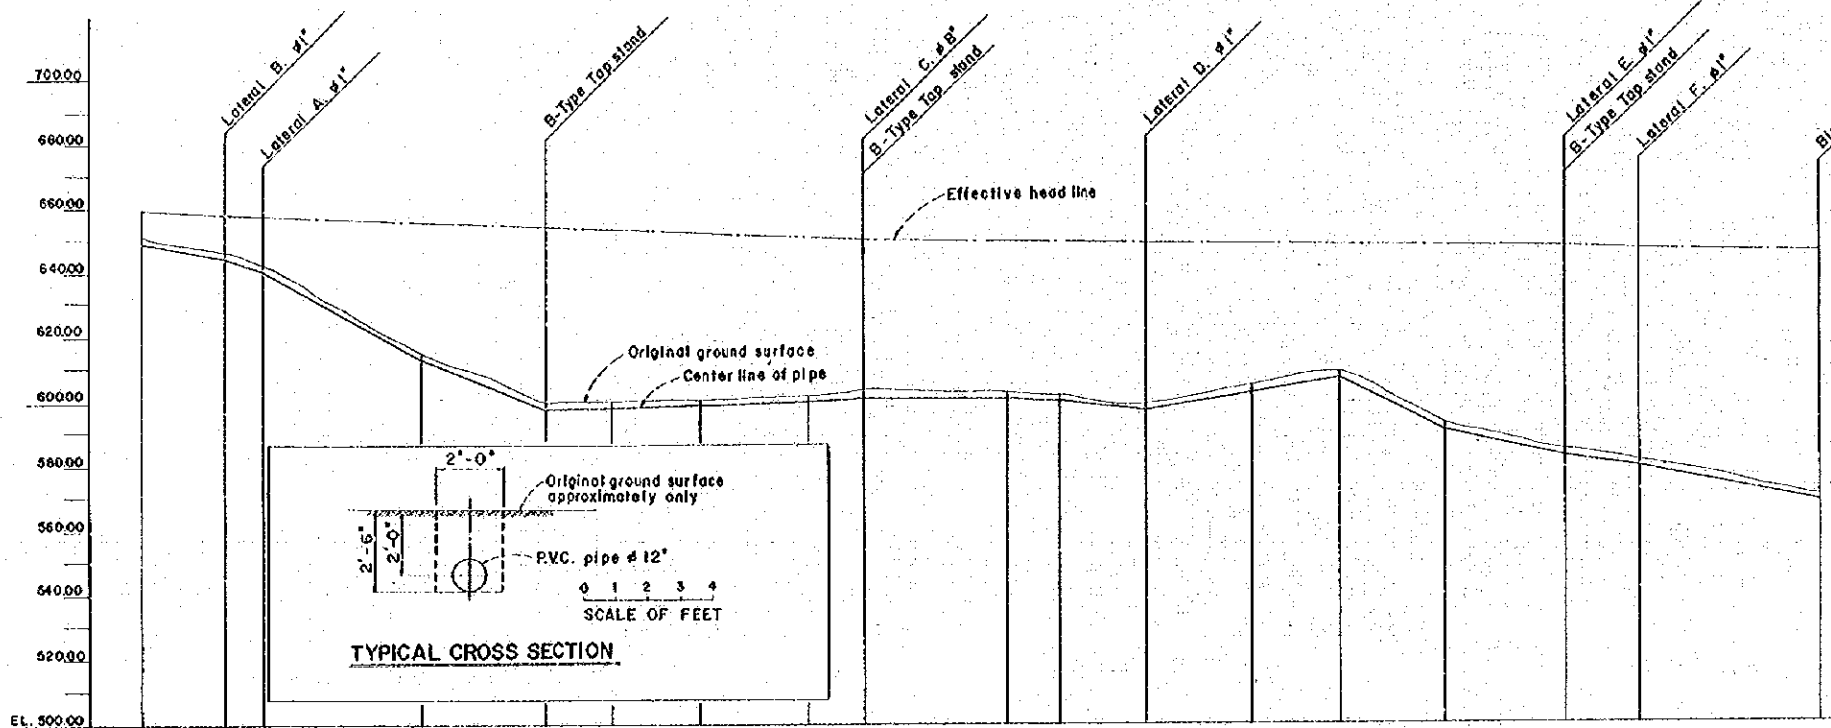 Lateral B. ø1"
Lateral A. ø1"
B-Type Tap stand
Lateral C. ø8"
B-Type Tap stand
Lateral D. ø1"
Lateral E. ø1"
B-Type Tap stand
Lateral F. ø1"
700.00
680.00
660.00
640.00
620.00
600.00
580.00
560.00
540.00
520.00
EL. 500.00
Effective head line
Original ground surface
Center line of pipe
2'-0"
Original ground surface
approximately only
2'-6"
2'-0"
P.V.C. pipe ø12"
0 1 2 3 4
SCALE OF FEET
TYPICAL CROSS SECTION